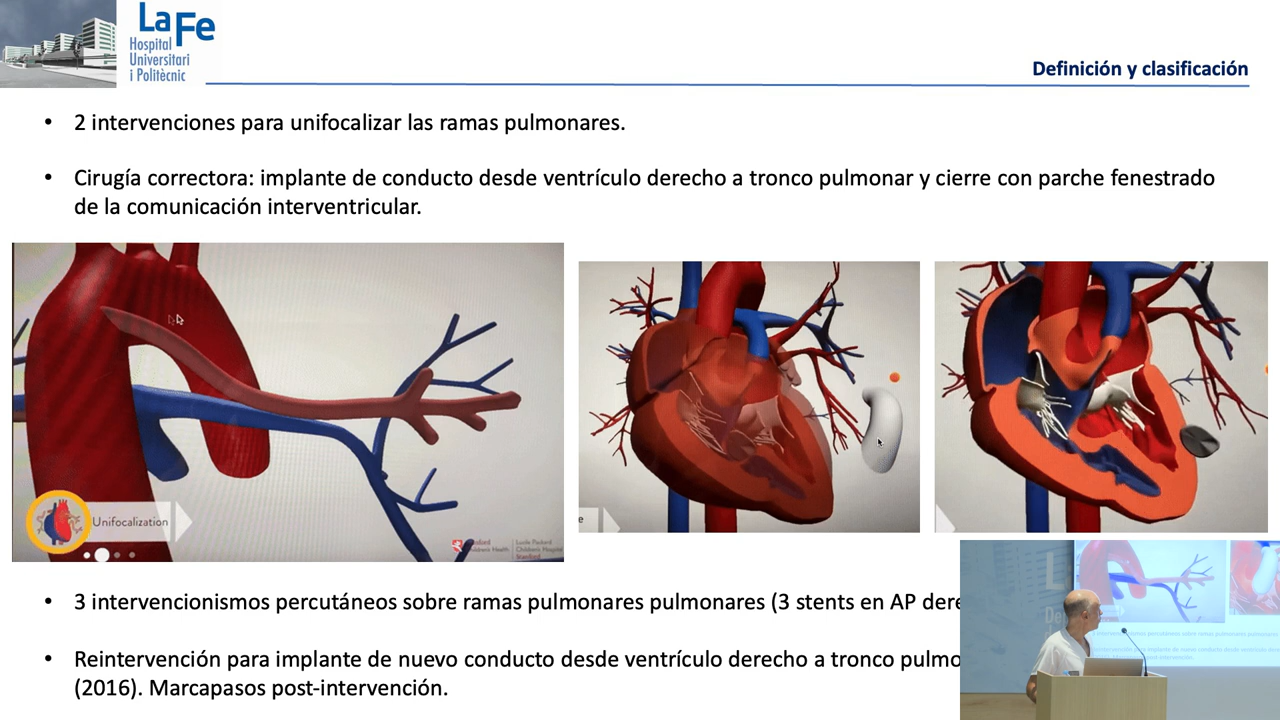 La Fe
Hospital
Universitari
i Politècnic
Definición y clasificación
• 2 intervenciones para unifocalizar las ramas pulmonares.
• Cirugía correctora: implante de conducto desde ventrículo derecho a tronco pulmonar y cierre con parche fenestrado
de la comunicación interventricular.
Unifocalization
Children's Health
Lucile Packard
Children's Hospital
Stanford
e
• 3 intervencionismos percutáneos sobre ramas pulmonares pulmonares (3 stents en AP dere
• Reintervención para implante de nuevo conducto desde ventrículo derecho a tronco pulmo
(2016). Marcapasos post-intervención.